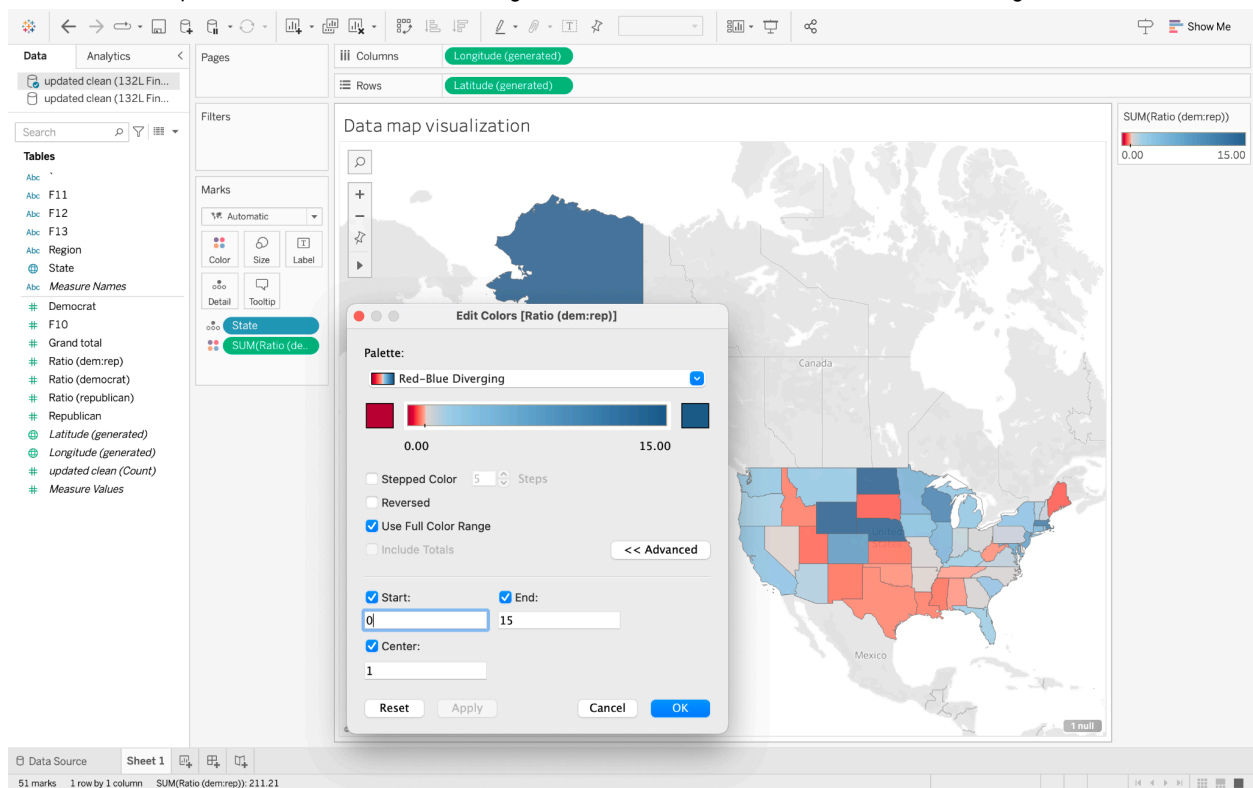 Show Me
Data
Analytics
Pages
Columns
Longitude (generated)
updated clean (132L Fin...
updated clean (132L Fin...
Rows
Latitude (generated)
Filters
Search
Data map visualization
SUM(Ratio (dem:rep))
0.00 15.00
Tables
Abc `
Abc F11
Abc F12
Abc F13
Abc Region
State
Abc Measure Names
# Democrat
# F10
# Grand total
# Ratio (dem:rep)
# Ratio (democrat)
# Ratio (republican)
# Republican
Latitude (generated)
Longitude (generated)
# updated clean (Count)
# Measure Values
Marks
Automatic
Color Size Label
Detail Tooltip
State
SUM(Ratio (de..
Edit Colors [Ratio (dem:rep)]
Palette:
Red-Blue Diverging
0.00 15.00
Stepped Color 5 Steps
Reversed
Use Full Color Range
Include Totals
<< Advanced
Start: End:
0 15
Center:
1
Reset Apply Cancel OK
Canada
United
Mexico
1 null
Data Source Sheet 1
51 marks 1 row by 1 column SUM(Ratio (dem:rep)): 211.21